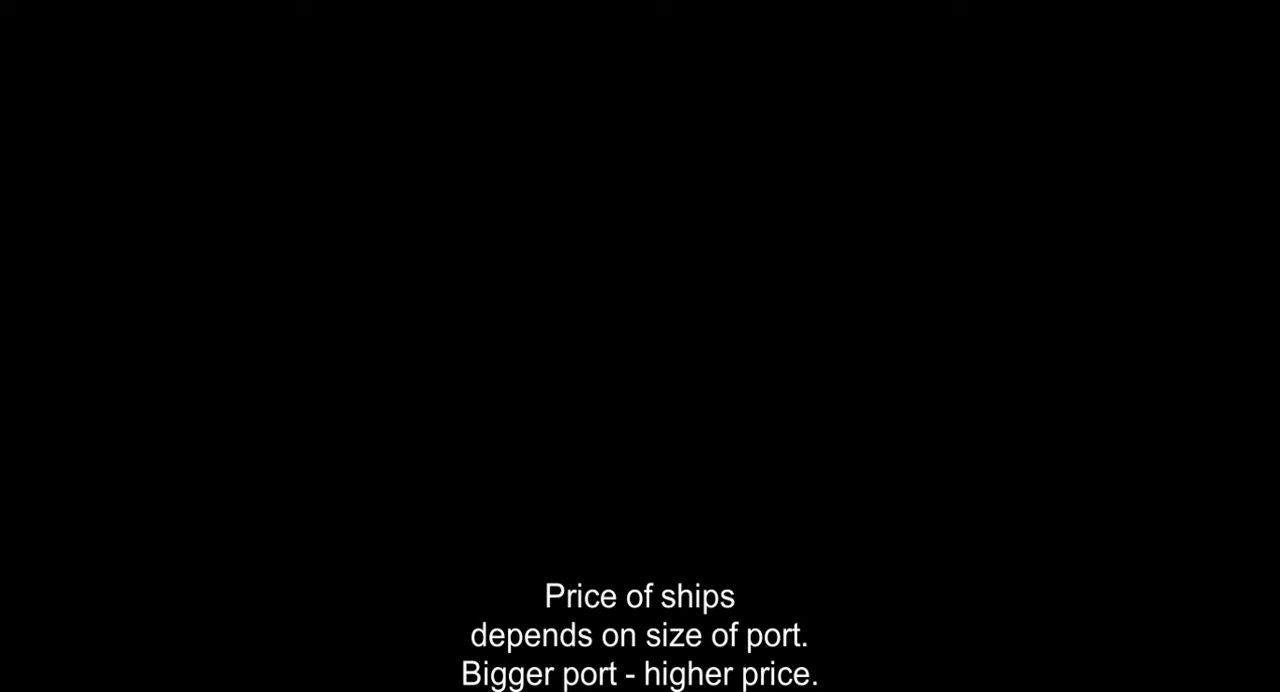 Price of ships
depends on size of port.
Bigger port - higher price.